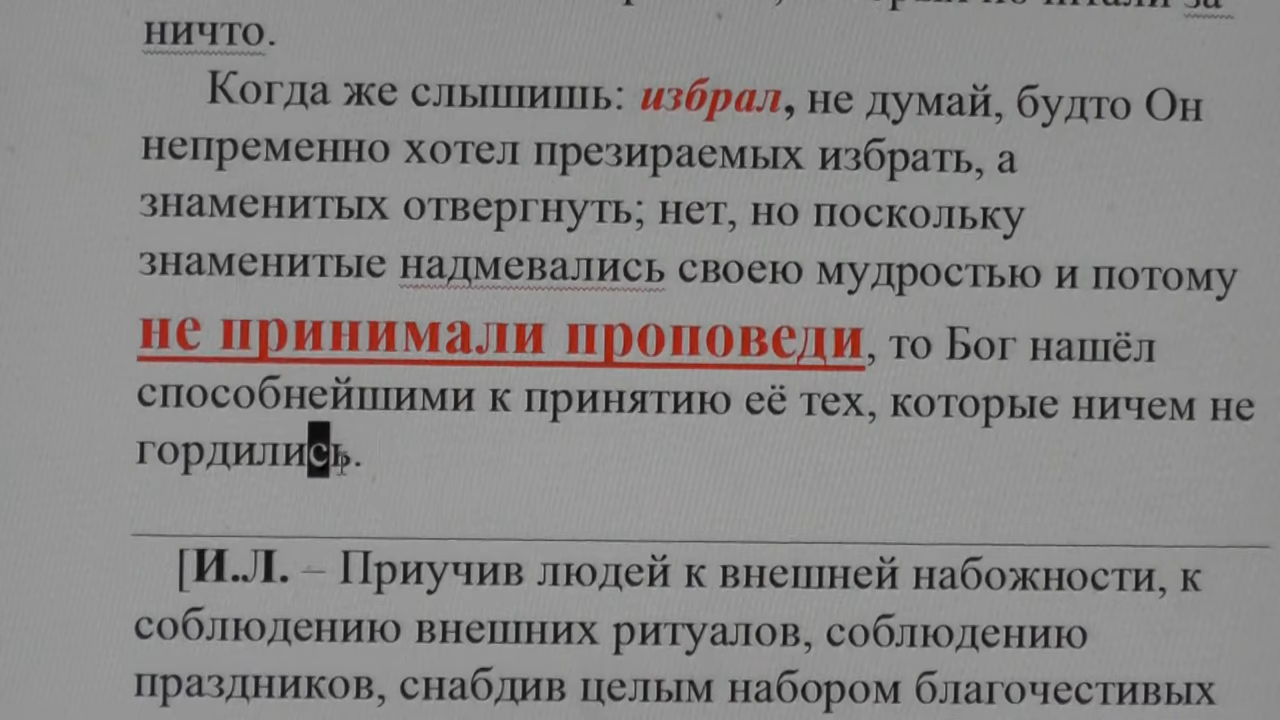 за
ничто.
Когда же слышишь: избрал, не думай, будто Он
непременно хотел презираемых избрать, а
знаменитых отвергнуть; нет, но поскольку
знаменитые надмевались своею мудростью и потому
не принимали проповеди, то Бог нашёл
способнейшими к принятию её тех, которые ничем не
гордились.
[И.Л. – Приучив людей к внешней набожности, к
соблюдению внешних ритуалов, соблюдению
праздников, снабдив целым набором благочестивых